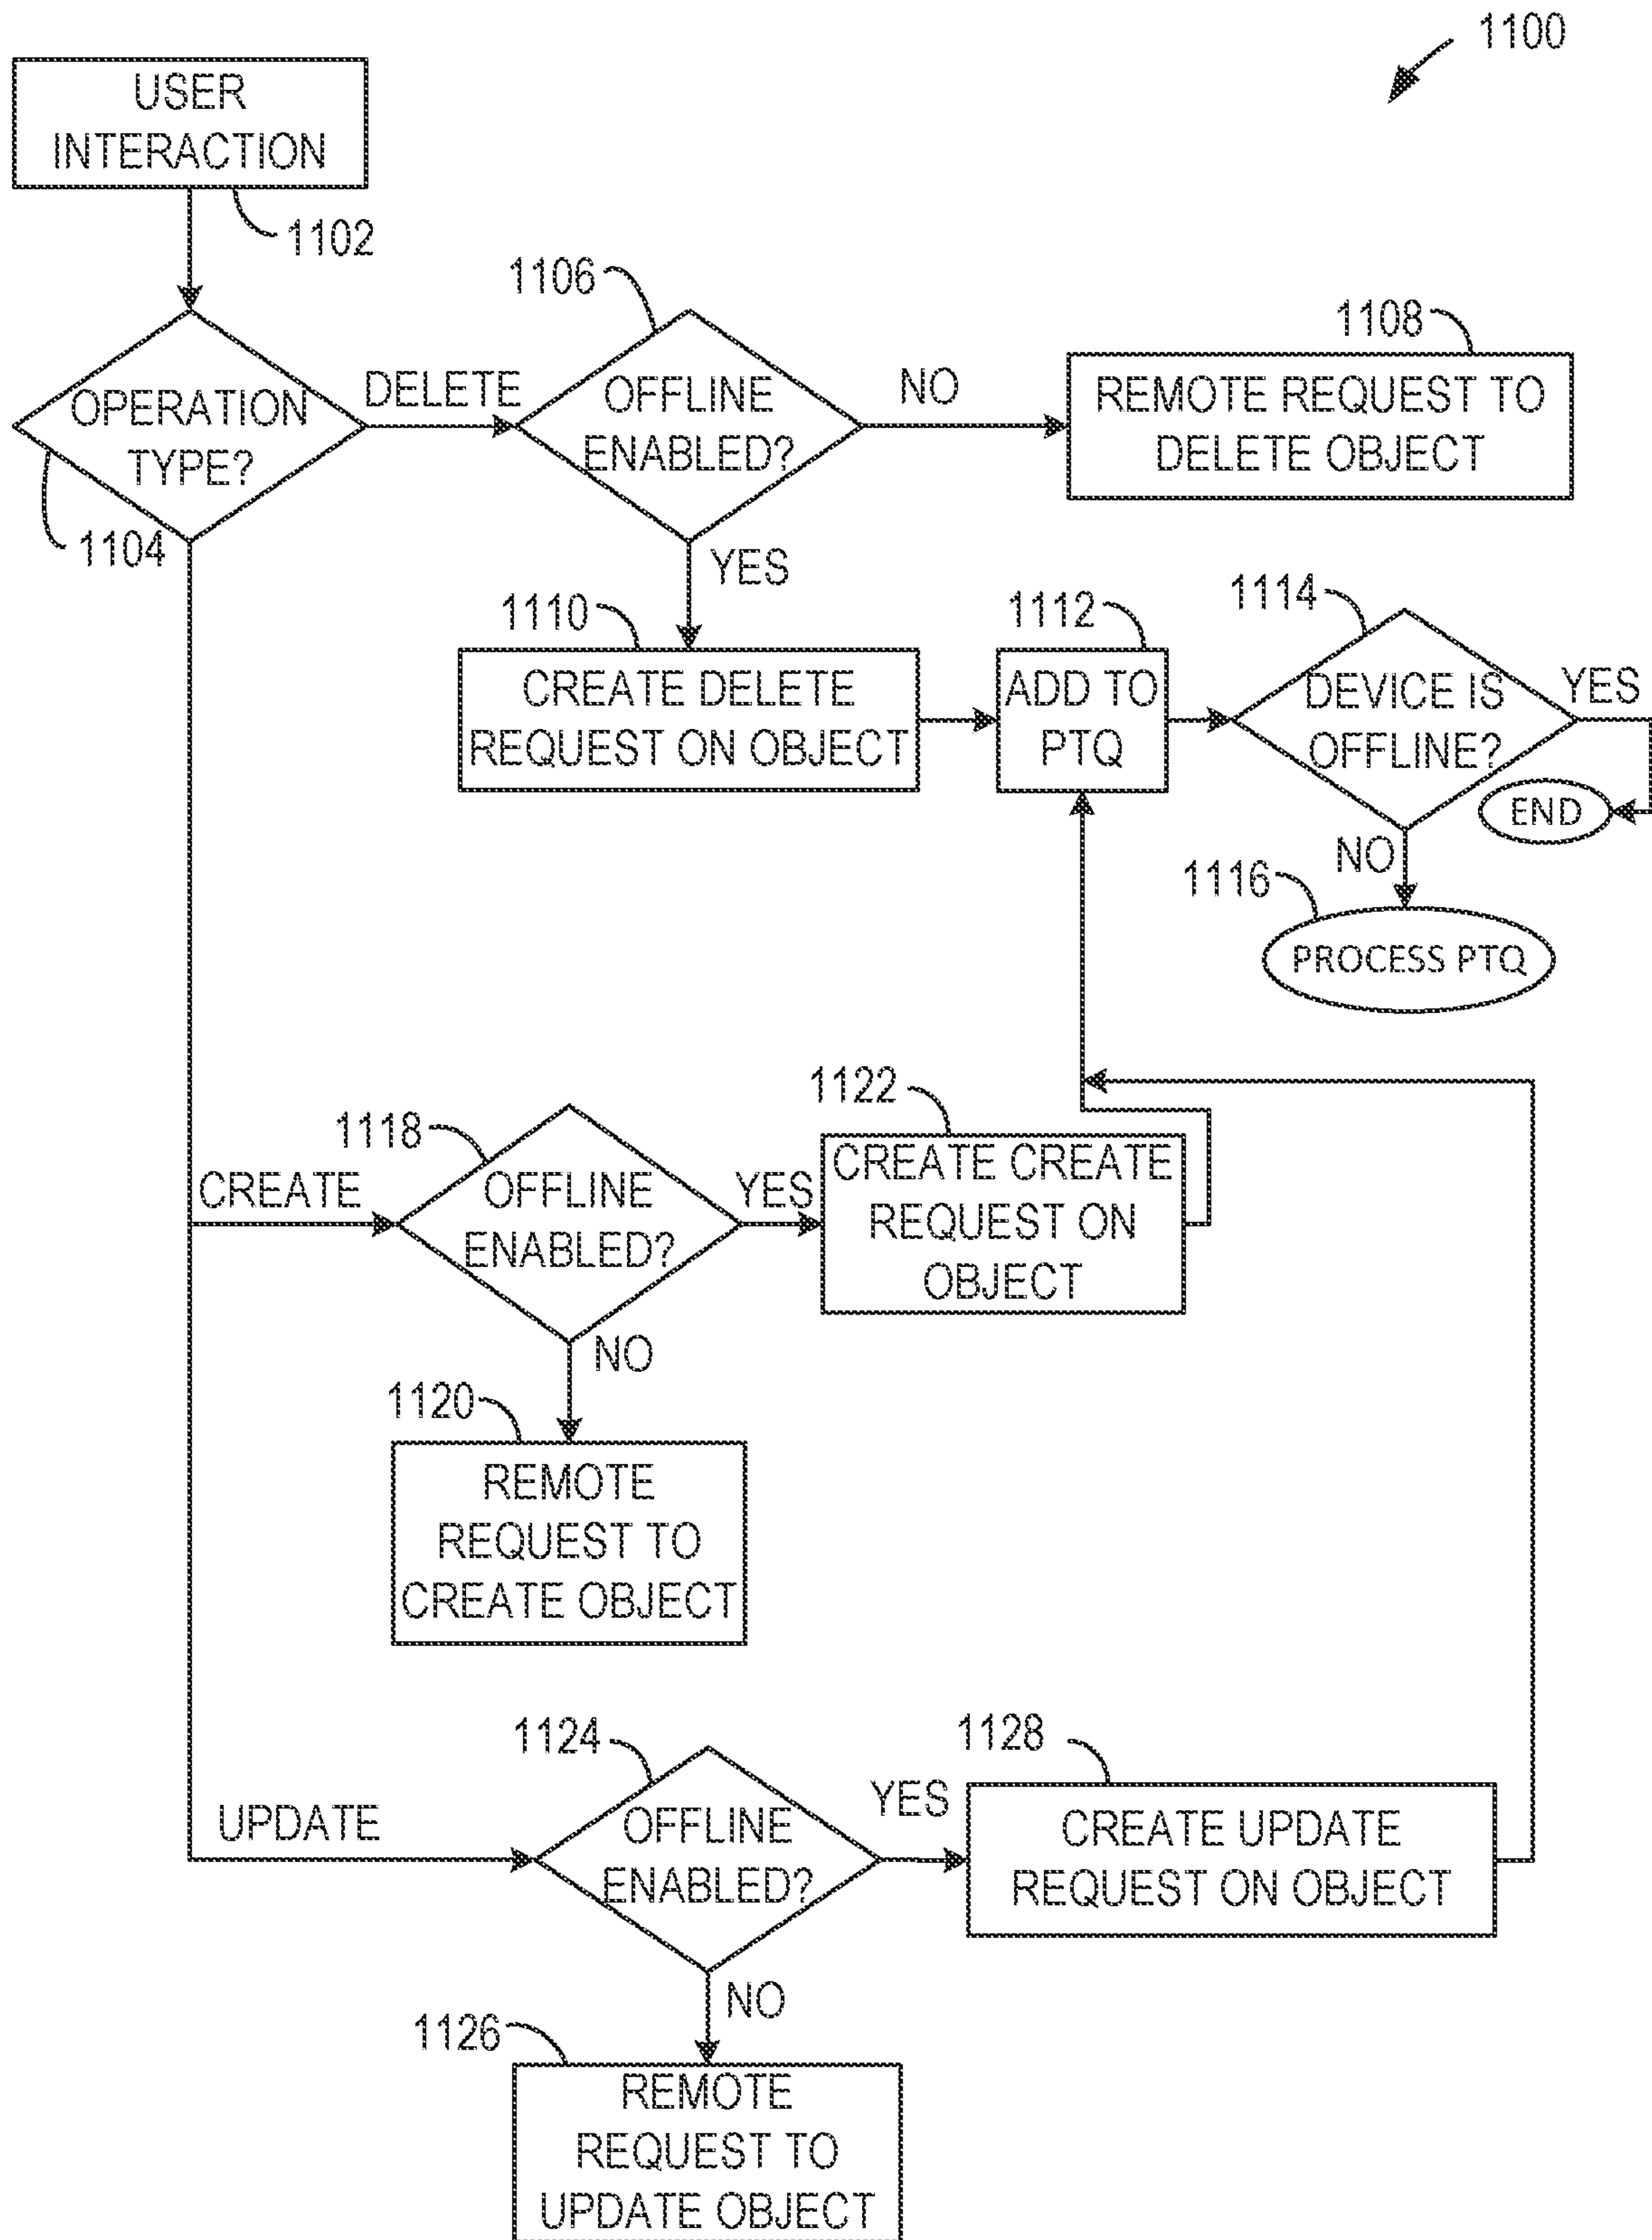 1100
USER
INTERACTION
1102
1106
1108
OPERATION
TYPE?
1104
DELETE
OFFLINE
ENABLED?
NO
REMOTE REQUEST TO
DELETE OBJECT
YES
1110
CREATE DELETE
REQUEST ON OBJECT
1112
ADD TO
PTQ
1114
DEVICE IS
OFFLINE?
YES
END
NO
1116
PROCESS PTQ
CREATE
1118
OFFLINE
ENABLED?
YES
1122
CREATE CREATE
REQUEST ON
OBJECT
NO
1120
REMOTE
REQUEST TO
CREATE OBJECT
UPDATE
1124
OFFLINE
ENABLED?
YES
1128
CREATE UPDATE
REQUEST ON OBJECT
NO
1126
REMOTE
REQUEST TO
UPDATE OBJECT